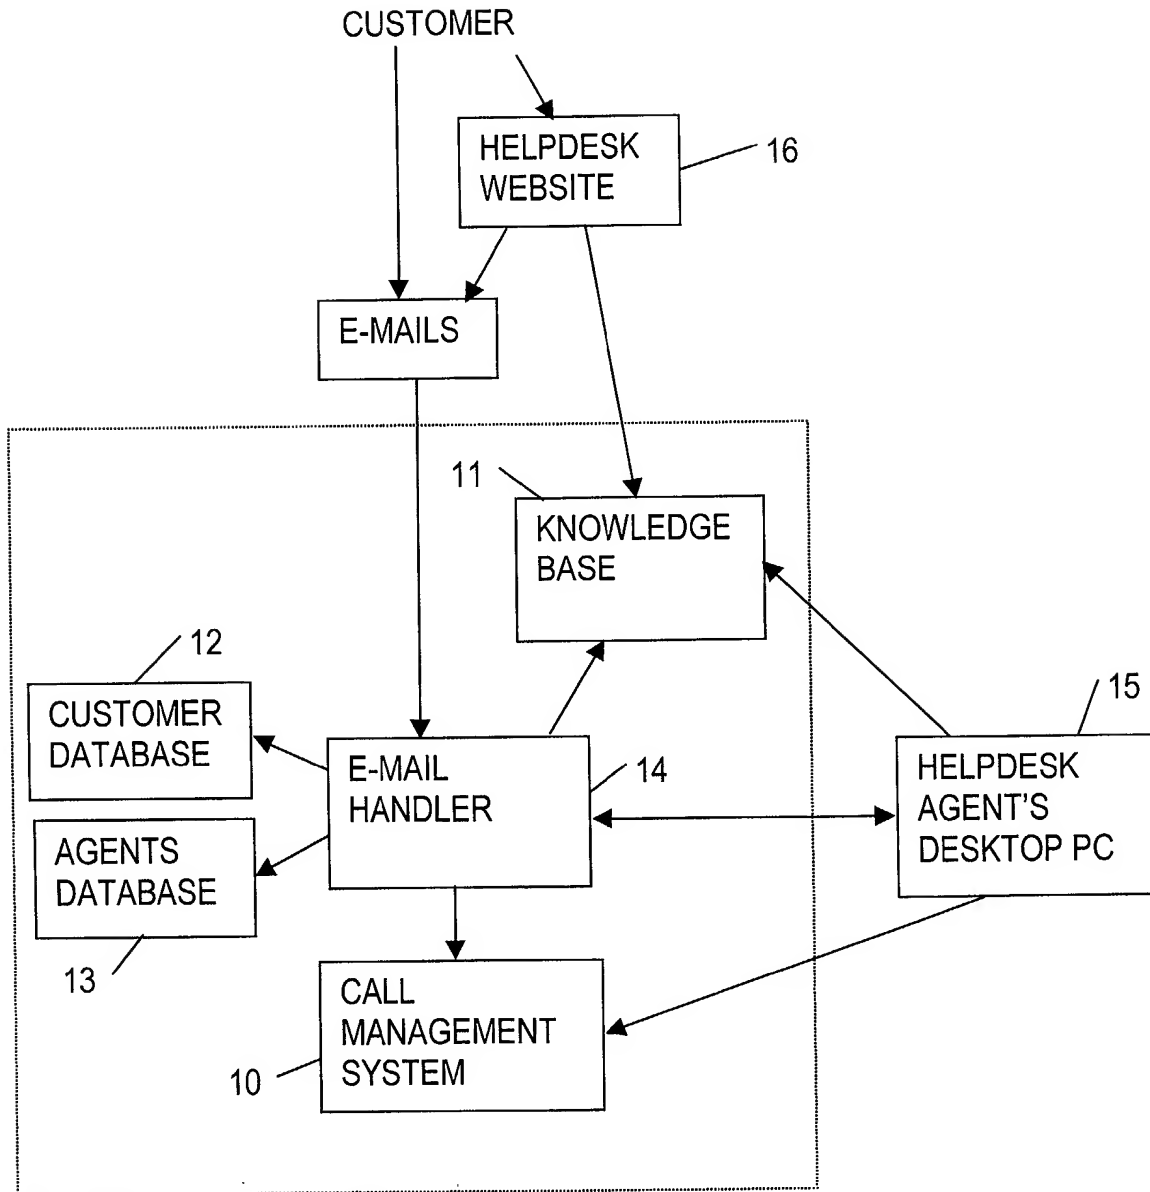 CUSTOMER
HELPDESK
WEBSITE
16
E-MAILS
11
KNOWLEDGE
BASE
12
CUSTOMER
DATABASE
15
E-MAIL
HANDLER
14
HELPDESK
AGENT'S
DESKTOP PC
AGENTS
DATABASE
13
CALL
MANAGEMENT
SYSTEM
10